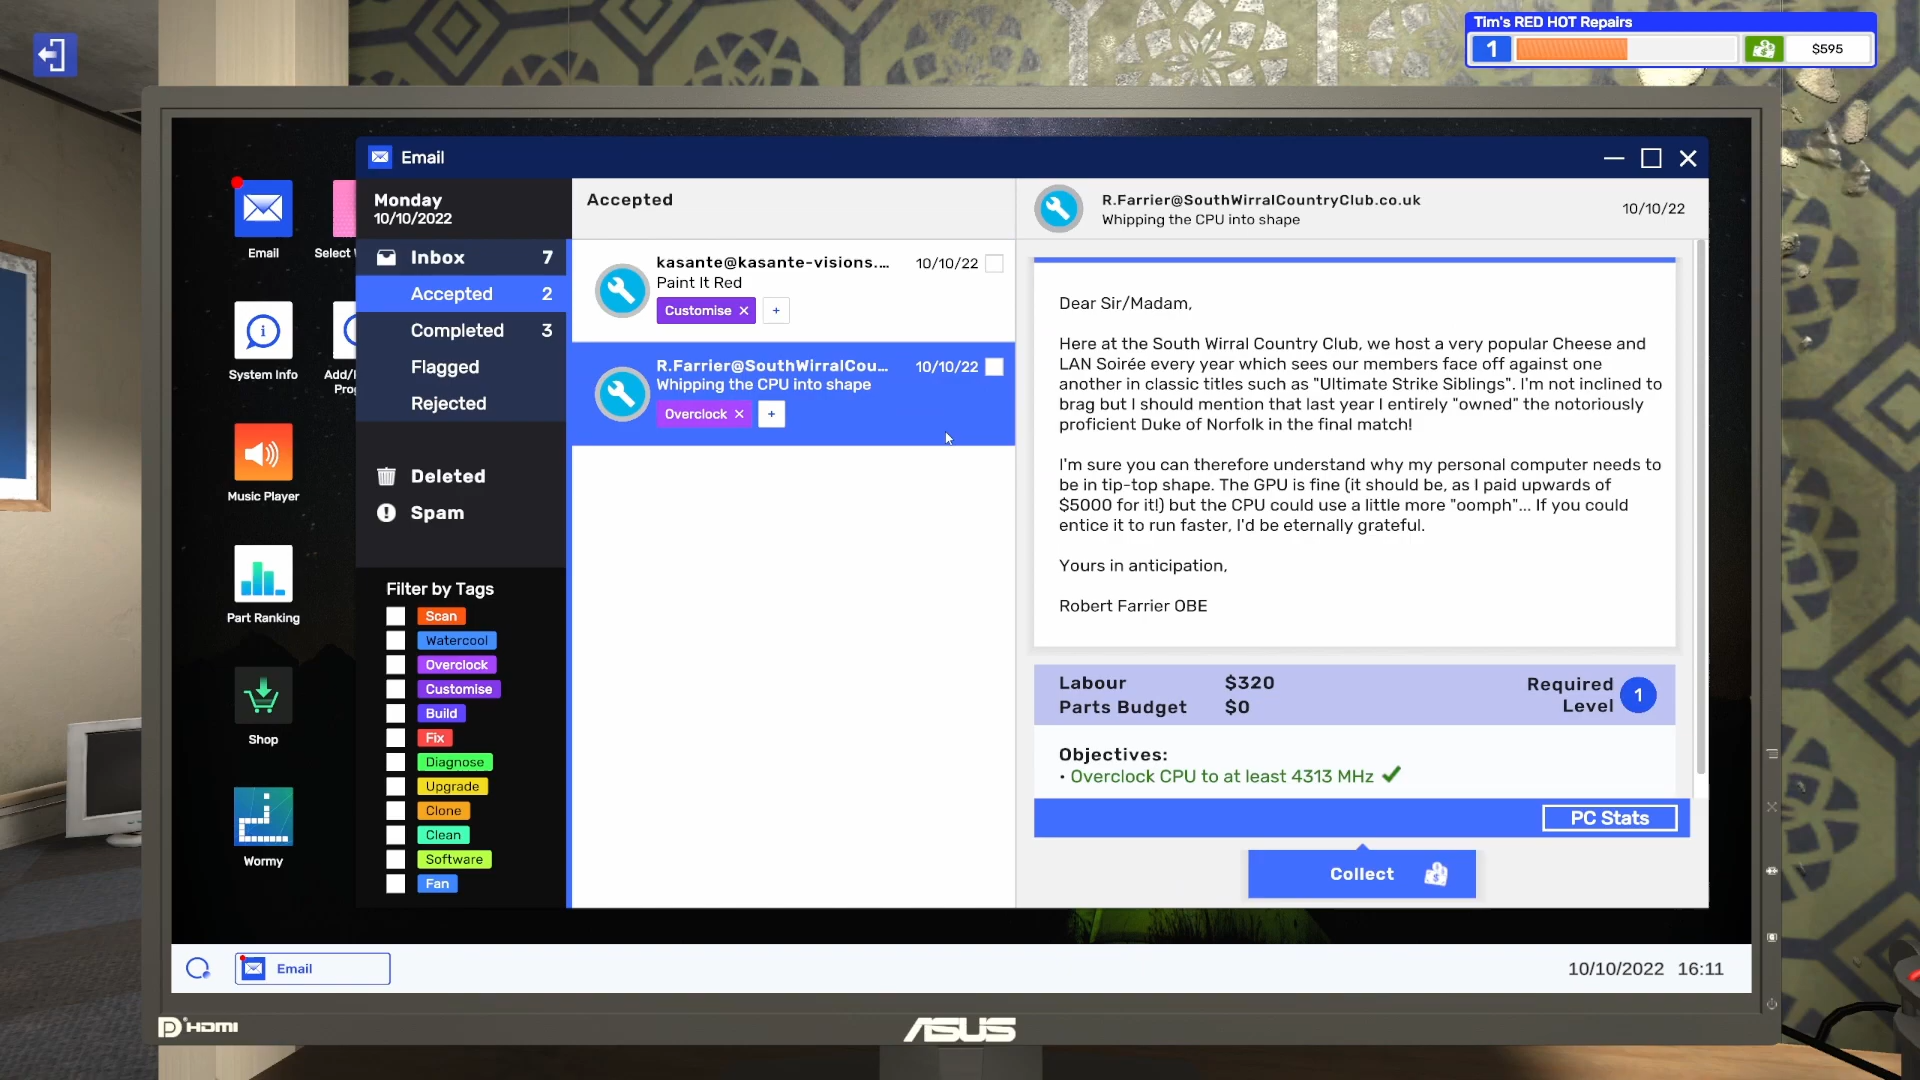 Tim's RED HOT Repairs
1
$595
Email
Monday
10/10/2022
Inbox 7
Accepted 2
Completed 3
Flagged
Rejected
Deleted
Spam
Filter by Tags
Scan
Watercool
Overclock
Customise
Build
Fix
Diagnose
Upgrade
Clone
Clean
Software
Fan
Email
Select
System Info
Add/
Prog
Music Player
Part Ranking
Shop
Wormy
Accepted
kasante@kasante-visions.... 10/10/22
Paint It Red
Customise × +
R.Farrier@SouthWirralCou... 10/10/22
Whipping the CPU into shape
Overclock × +
R.Farrier@SouthWirralCountryClub.co.uk
Whipping the CPU into shape
10/10/22
Dear Sir/Madam,
Here at the South Wirral Country Club, we host a very popular Cheese and
LAN Soirée every year which sees our members face off against one
another in classic titles such as "Ultimate Strike Siblings". I'm not inclined to
brag but I should mention that last year I entirely "owned" the notoriously
proficient Duke of Norfolk in the final match!
I'm sure you can therefore understand why my personal computer needs to
be in tip-top shape. The GPU is fine (it should be, as I paid upwards of
$5000 for it!) but the CPU could use a little more "oomph"... If you could
entice it to run faster, I'd be eternally grateful.
Yours in anticipation,
Robert Farrier OBE
Labour $320
Parts Budget $0
Required
Level 1
Objectives:
• Overclock CPU to at least 4313 MHz ✓
PC Stats
Collect
Email
10/10/2022 16:11
HDMI
ASUS